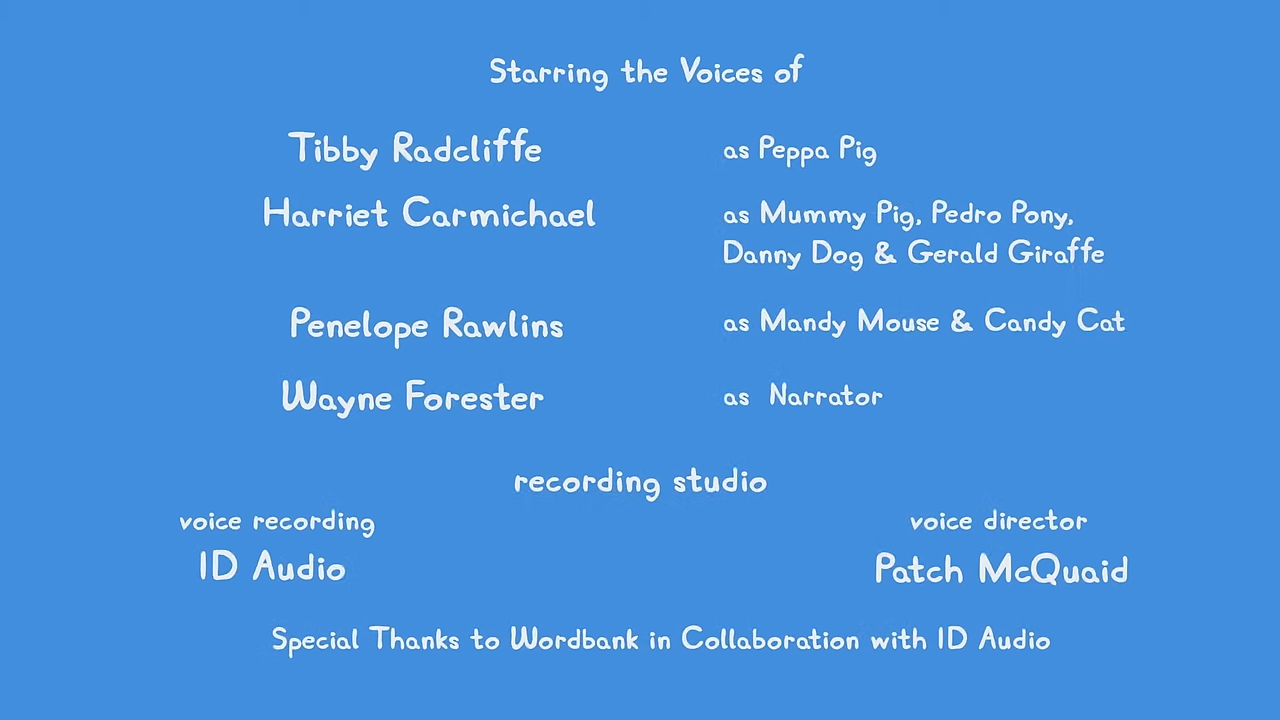 Starring the Voices of
Tibby Radcliffe as Peppa Pig
Harriet Carmichael as Mummy Pig, Pedro Pony,
Danny Dog & Gerald Giraffe
Penelope Rawlins as Mandy Mouse & Candy Cat
Wayne Forester as Narrator
recording studio
voice recording voice director
ID Audio Patch McQuaid
Special Thanks to Wordbank in Collaboration with ID Audio